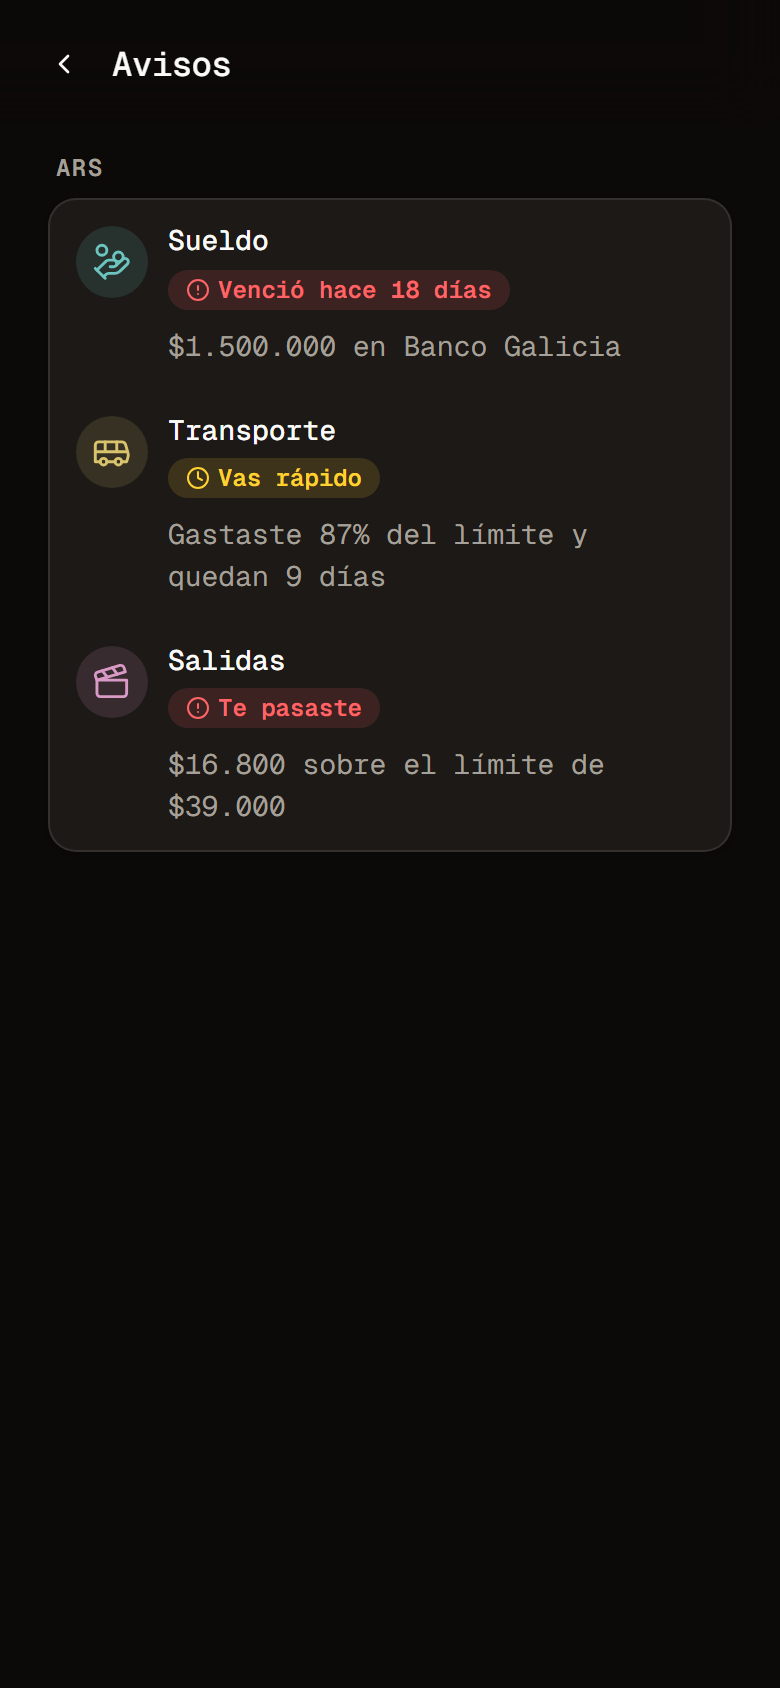 Avisos
ARS
Sueldo
Venció hace 18 días
$1.500.000 en Banco Galicia
Transporte
Vas rápido
Gastaste 87% del límite y
quedan 9 días
Salidas
Te pasaste
$16.800 sobre el límite de
$39.000